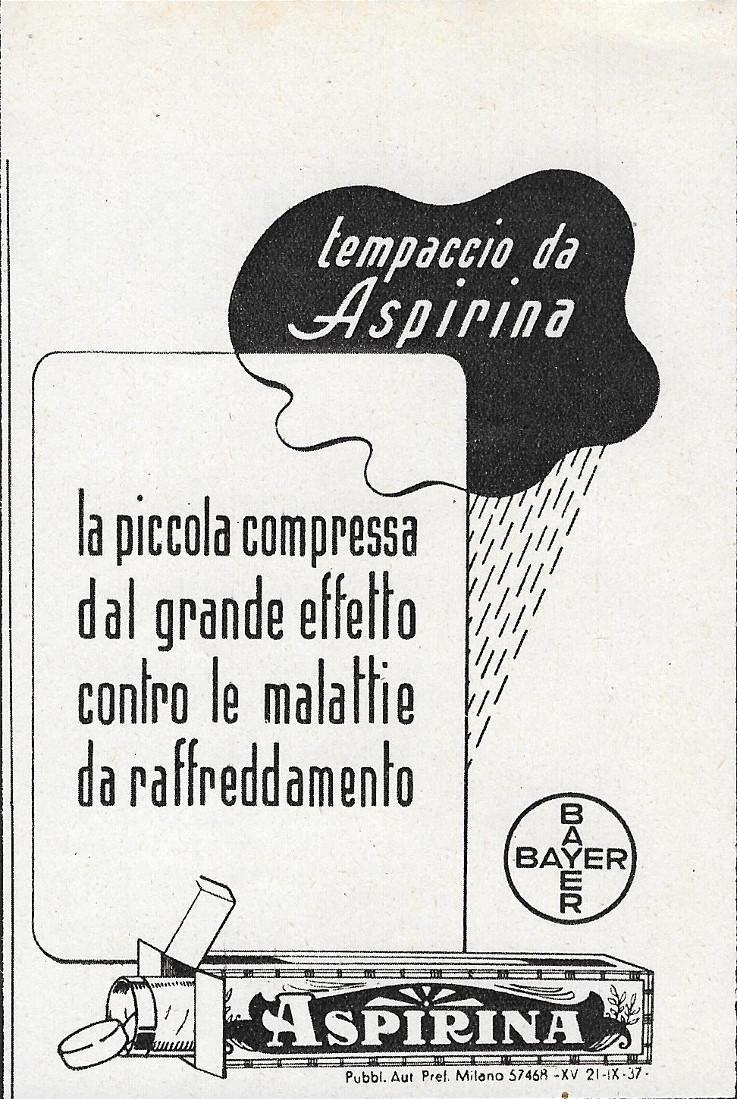 tempaccio da
Aspirina
la piccola compressa
dal grande effetto
contro le malattie
da raffreddamento
BAYER
BAYER
ASPIRINA
Pubbl. Aut Pref. Milano 57468 -XV 21-IX-37-